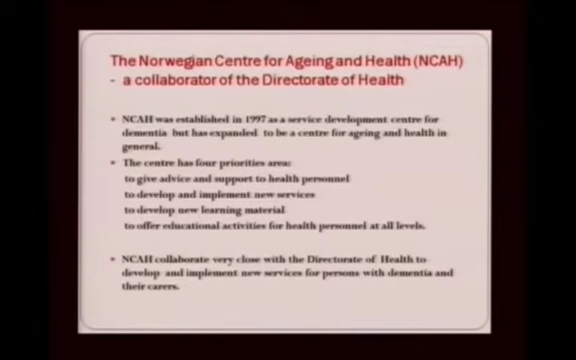 The Norwegian Centre for Ageing and Health (NCAH)
- a collaborator of the Directorate of Health
NCAH was established in 1997 as a service development centre for
dementia but has expanded to be a centre for ageing and health in
general.
The centre has four priorities area:
to give advice and support to health personnel
to develop and implement new services
to develop new learning material
to offer educational activities for health personnel at all levels.
NCAH collaborate very close with the Directorate of Health to
develop and implement new services for persons with dementia and
their carers.